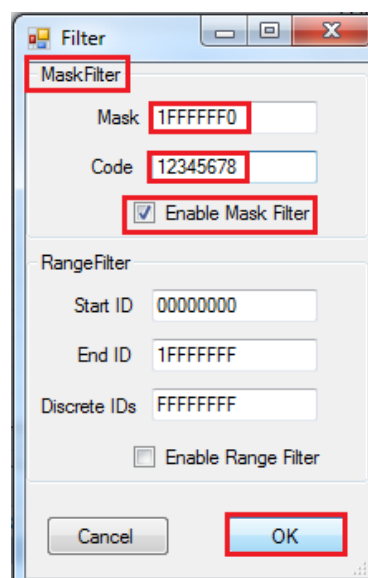 Filter
MaskFilter
Mask 1FFFFFF0
Code 12345678
Enable Mask Filter
RangeFilter
Start ID 00000000
End ID 1FFFFFFF
Discrete IDs FFFFFFFF
Enable Range Filter
Cancel OK